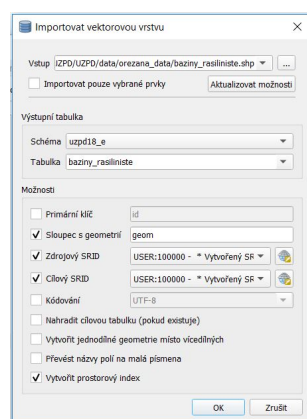 Importovat vektorovou vrstvu
Vstup JZPD/UZPD/data/orezana_data/baziny_rasiliniste.shp ...
Importovat pouze vybrané prvky Aktualizovat možnosti
Výstupní tabulka
Schéma uzpd18_e
Tabulka baziny_rasiliniste
Možnosti
Primární klíč id
Sloupec s geometrií geom
Zdrojový SRID USER:100000 - * Vytvořený SR
Cílový SRID USER:100000 - * Vytvořený SR
Kódování UTF-8
Nahradit cílovou tabulku (pokud existuje)
Vytvořit jednodílné geometrie místo vícedílných
Převést názvy polí na malá písmena
Vytvořit prostorový index
OK Zrušit